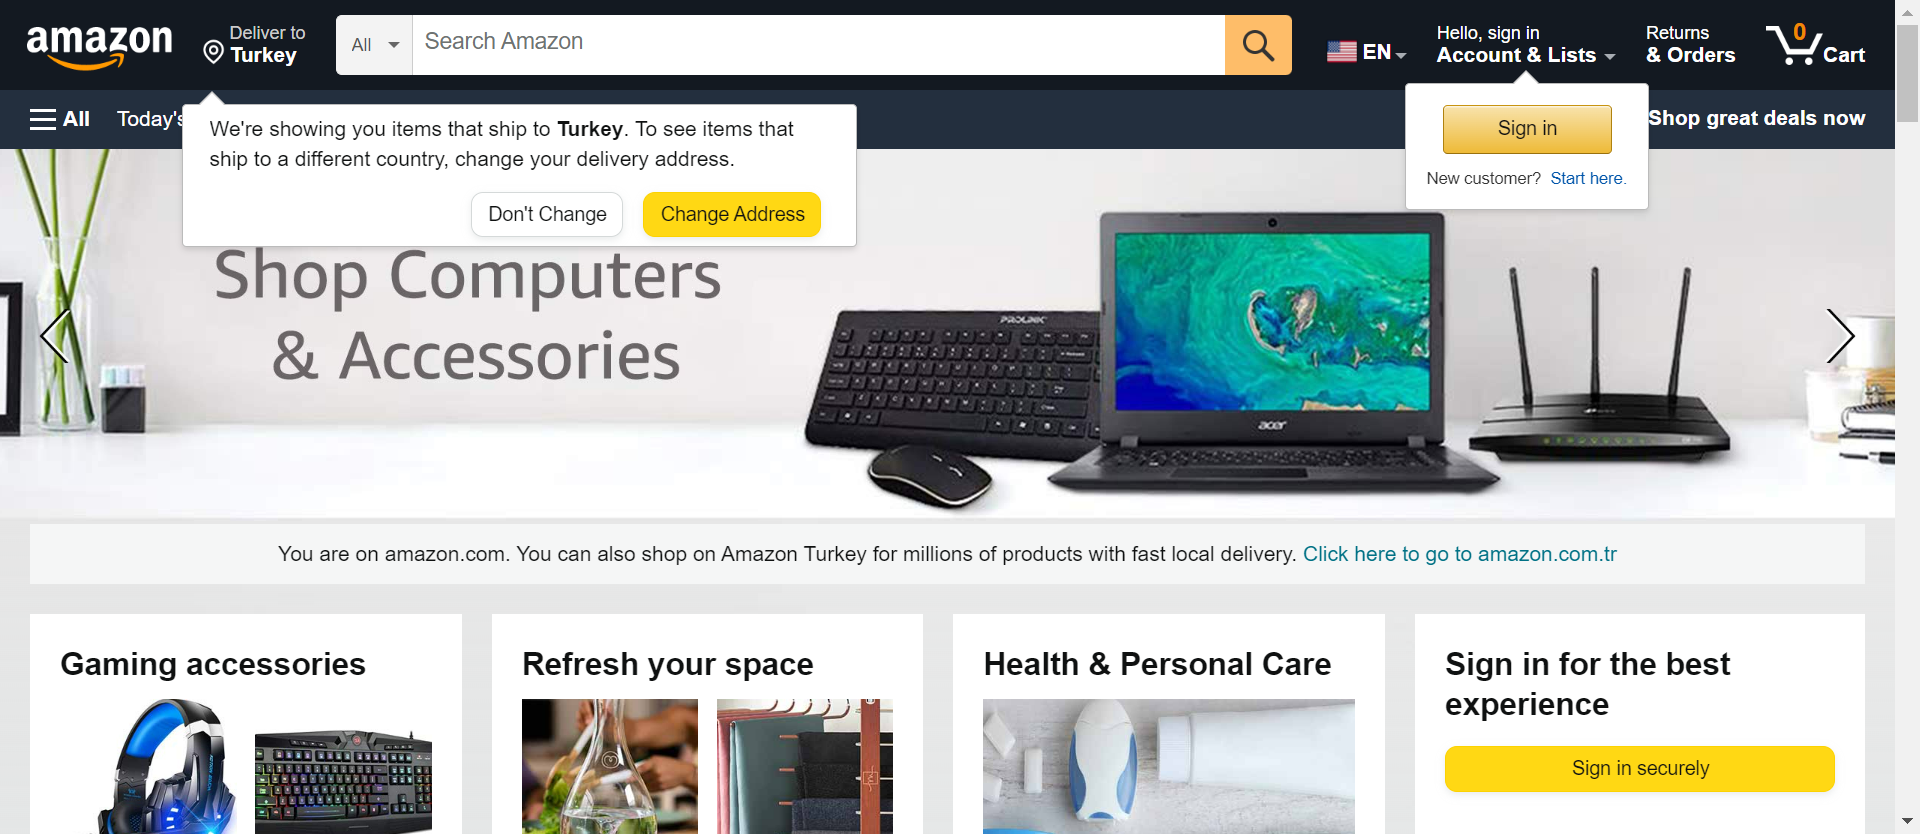 amazon
Deliver to
Turkey
All
Search Amazon
EN
Hello, sign in
Account & Lists
Returns
& Orders
0
Cart
All
Today's
Shop great deals now
We're showing you items that ship to Turkey. To see items that
ship to a different country, change your delivery address.
Don't Change
Change Address
Sign in
New customer? Start here.
Shop Computers
& Accessories
PROLINK
acer
You are on amazon.com. You can also shop on Amazon Turkey for millions of products with fast local delivery. Click here to go to amazon.com.tr
Gaming accessories
Refresh your space
Health & Personal Care
Sign in for the best
experience
Sign in securely